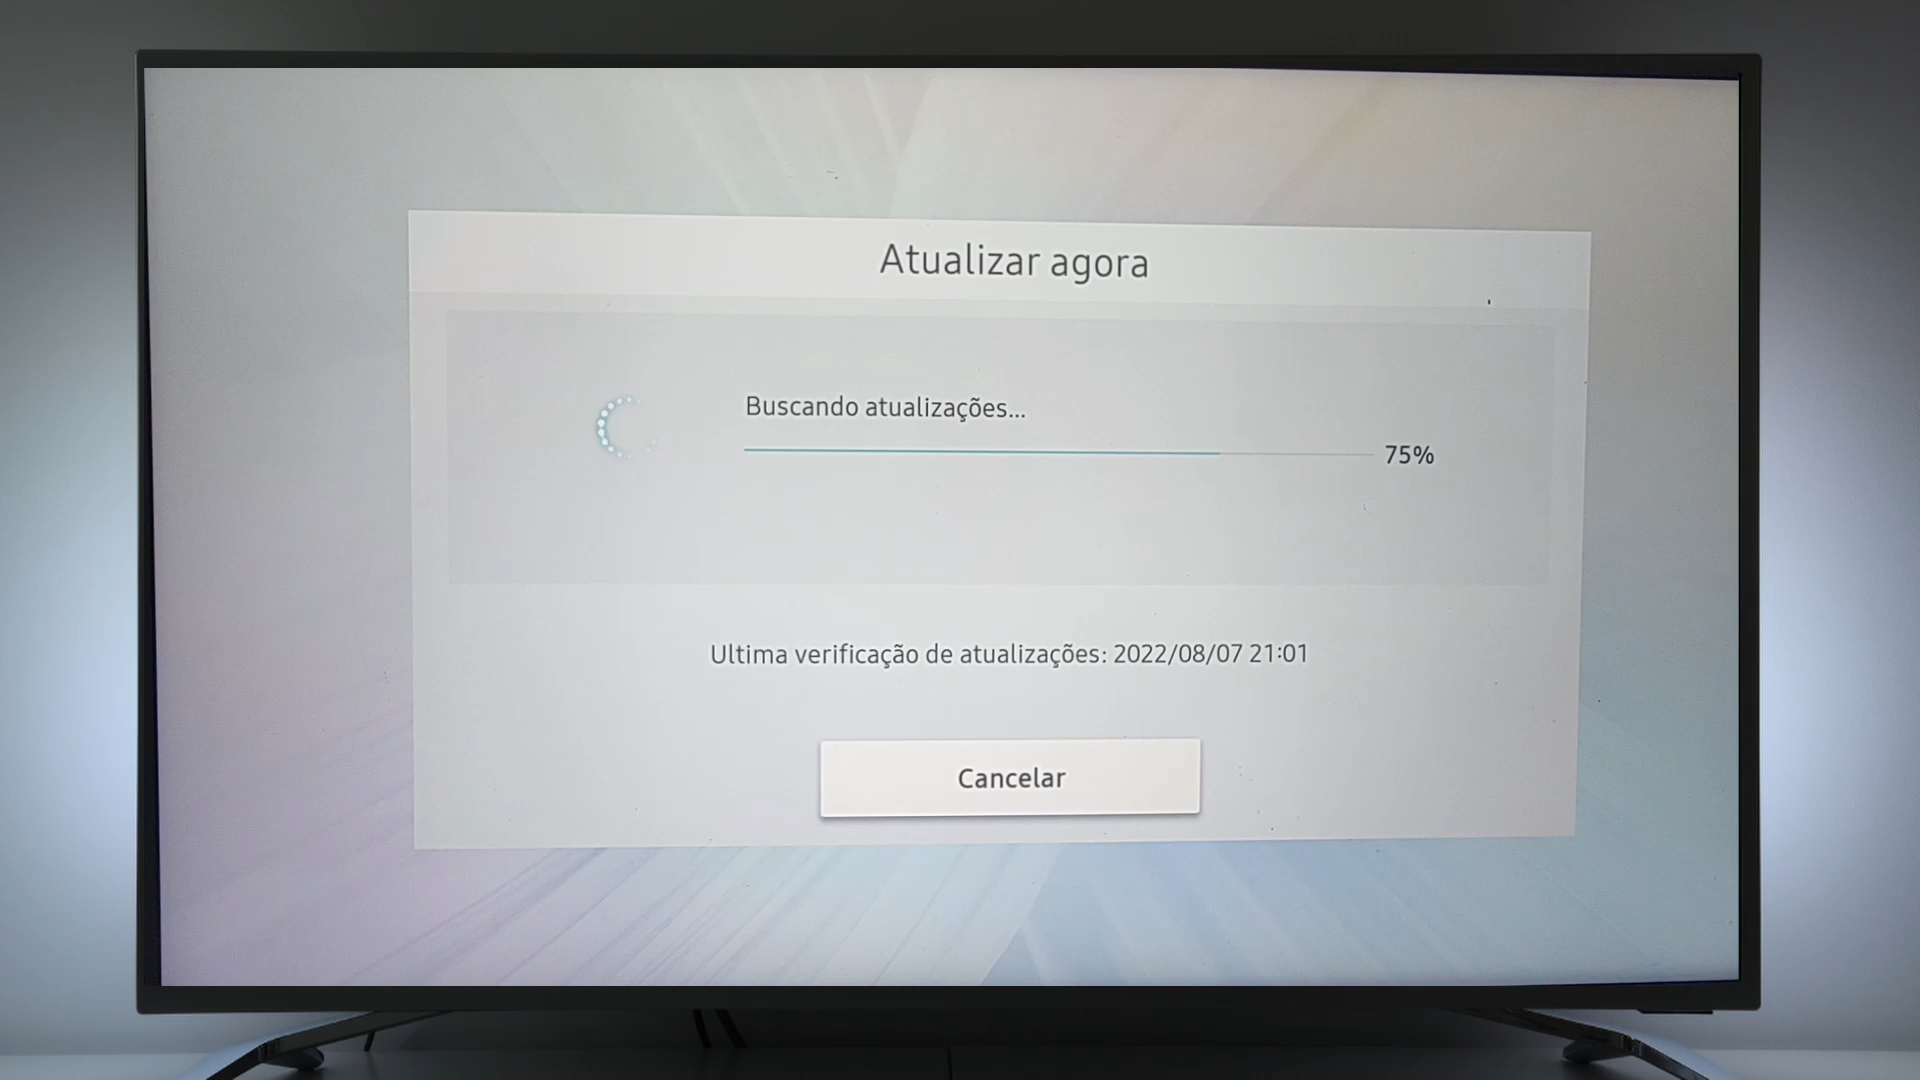 Atualizar agora
Buscando atualizações...
75%
Ultima verificação de atualizações: 2022/08/07 21:01
Cancelar